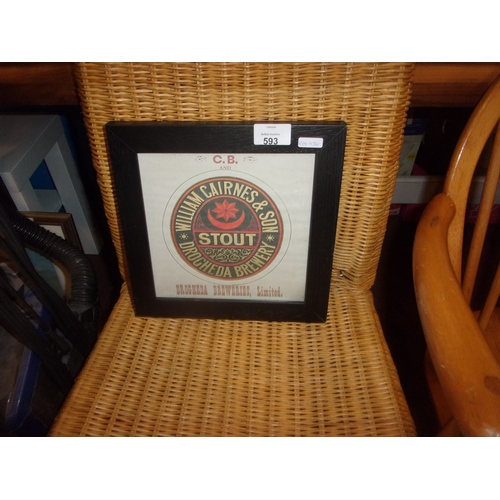 593
C.B.
WILLIAM CAIRNES & SON
STOUT
DROGHEDA BREWERY
DROGHEDA BREWERIES, Limited.